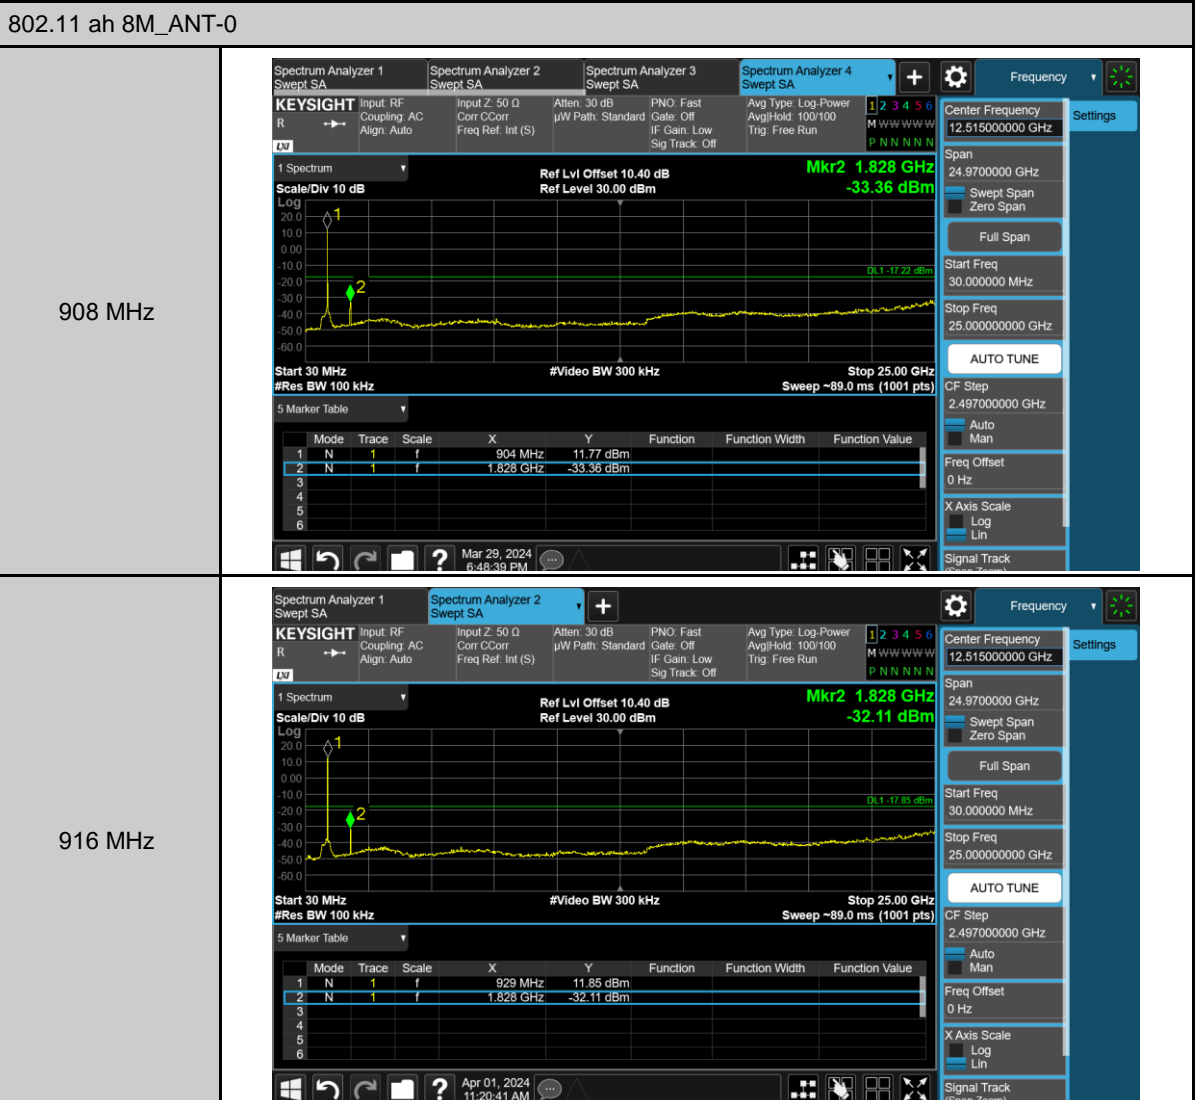 802.11 ah 8M_ANT-0
908 MHz
Spectrum Analyzer 1
Swept SA
Spectrum Analyzer 2
Swept SA
Spectrum Analyzer 3
Swept SA
Spectrum Analyzer 4
Swept SA
Frequency
KEYSIGHT
R
LXI
Input: RF
Coupling: AC
Align: Auto
Input Z: 50 Ω
Corr CCorr
Freq Ref: Int (S)
Atten: 30 dB
µW Path: Standard
PNO: Fast
Gate: Off
IF Gain: Low
Sig Track: Off
Avg Type: Log-Power
Avg|Hold: 100/100
Trig: Free Run
1 2 3 4 5 6
M W W W W W
P N N N N N
1 Spectrum
Scale/Div 10 dB
Ref Lvl Offset 10.40 dB
Ref Level 30.00 dBm
Mkr2 1.828 GHz
-33.36 dBm
Log
20.0
10.0
0.00
-10.0
-20.0
-30.0
-40.0
-50.0
-60.0
1
2
DL1 -17.22 dBm
Start 30 MHz
#Res BW 100 kHz
#Video BW 300 kHz
Stop 25.00 GHz
Sweep ~89.0 ms (1001 pts)
5 Marker Table
Mode Trace Scale X Y Function Function Width Function Value
1 N 1 f 904 MHz 11.77 dBm
2 N 1 f 1.828 GHz -33.36 dBm
3
4
5
6
?
Mar 29, 2024
6:48:39 PM
Center Frequency
12.515000000 GHz
Settings
Span
24.9700000 GHz
Swept Span
Zero Span
Full Span
Start Freq
30.000000 MHz
Stop Freq
25.000000000 GHz
AUTO TUNE
CF Step
2.497000000 GHz
Auto
Man
Freq Offset
0 Hz
X Axis Scale
Log
Lin
Signal Track
(Span Zoom)
916 MHz
Spectrum Analyzer 1
Swept SA
Spectrum Analyzer 2
Swept SA
Frequency
KEYSIGHT
R
LXI
Input: RF
Coupling: AC
Align: Auto
Input Z: 50 Ω
Corr CCorr
Freq Ref: Int (S)
Atten: 30 dB
µW Path: Standard
PNO: Fast
Gate: Off
IF Gain: Low
Sig Track: Off
Avg Type: Log-Power
Avg|Hold: 100/100
Trig: Free Run
1 2 3 4 5 6
M W W W W W
P N N N N N
1 Spectrum
Scale/Div 10 dB
Ref Lvl Offset 10.40 dB
Ref Level 30.00 dBm
Mkr2 1.828 GHz
-32.11 dBm
Log
20.0
10.0
0.00
-10.0
-20.0
-30.0
-40.0
-50.0
-60.0
1
2
DL1 -17.85 dBm
Start 30 MHz
#Res BW 100 kHz
#Video BW 300 kHz
Stop 25.00 GHz
Sweep ~89.0 ms (1001 pts)
5 Marker Table
Mode Trace Scale X Y Function Function Width Function Value
1 N 1 f 929 MHz 11.85 dBm
2 N 1 f 1.828 GHz -32.11 dBm
3
4
5
6
?
Apr 01, 2024
11:20:41 AM
Center Frequency
12.515000000 GHz
Settings
Span
24.9700000 GHz
Swept Span
Zero Span
Full Span
Start Freq
30.000000 MHz
Stop Freq
25.000000000 GHz
AUTO TUNE
CF Step
2.497000000 GHz
Auto
Man
Freq Offset
0 Hz
X Axis Scale
Log
Lin
Signal Track
(Span Zoom)